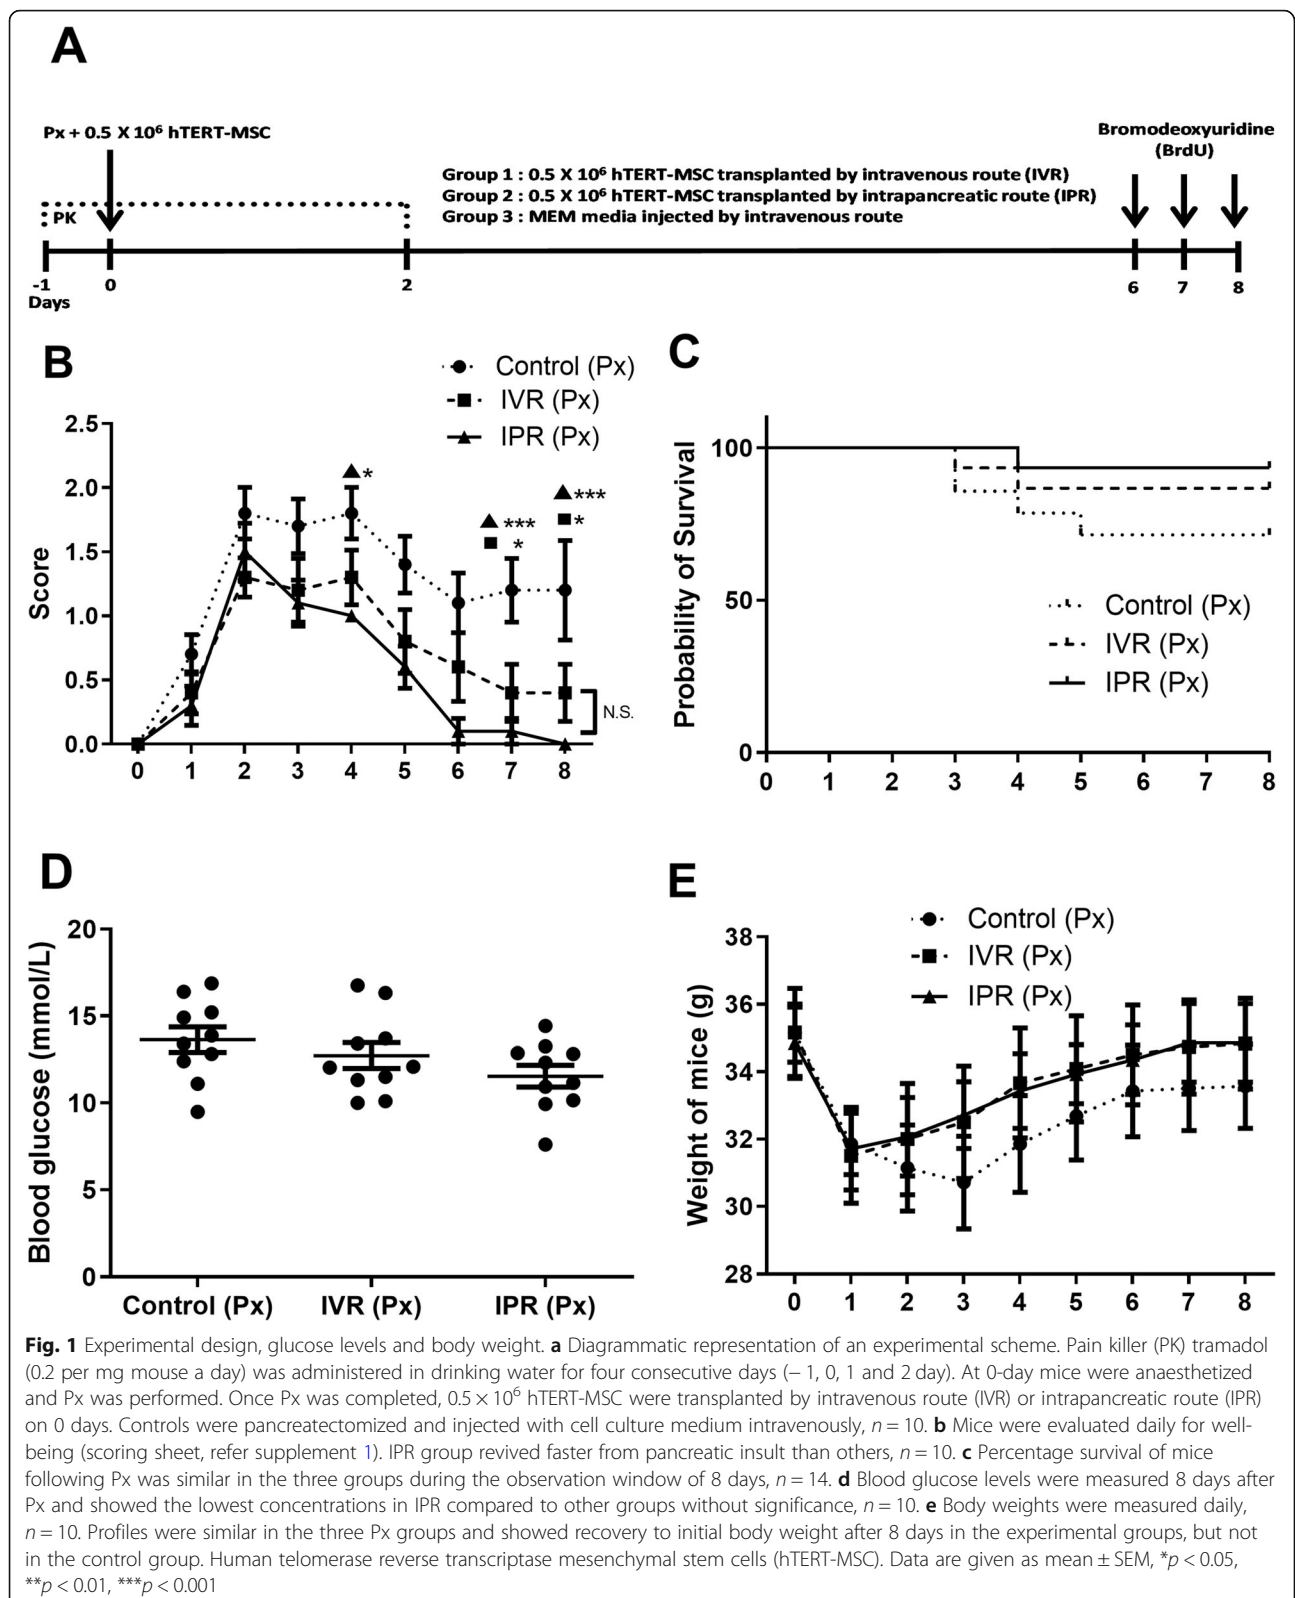 A
Px + 0.5 X 10⁶ hTERT-MSC
Bromodeoxyuridine
(BrdU)
Group 1 : 0.5 X 10⁶ hTERT-MSC transplanted by intravenous route (IVR)
Group 2 : 0.5 X 10⁶ hTERT-MSC transplanted by intrapancreatic route (IPR)
Group 3 : MEM media injected by intravenous route
PK
-1 0 2 6 7 8
Days
B
Control (Px)
IVR (Px)
IPR (Px)
Score
2.5
2.0
1.5
1.0
0.5
0.0
▲*
▲***
■ *
▲***
■*
N.S.
0 1 2 3 4 5 6 7 8
C
Probability of Survival
100
50
0
Control (Px)
IVR (Px)
IPR (Px)
0 1 2 3 4 5 6 7 8
D
Blood glucose (mmol/L)
20
15
10
5
0
Control (Px) IVR (Px) IPR (Px)
E
Control (Px)
IVR (Px)
IPR (Px)
Weight of mice (g)
38
36
34
32
30
28
0 1 2 3 4 5 6 7 8
Fig. 1 Experimental design, glucose levels and body weight. a Diagrammatic representation of an experimental scheme. Pain killer (PK) tramadol
(0.2 per mg mouse a day) was administered in drinking water for four consecutive days (− 1, 0, 1 and 2 day). At 0-day mice were anaesthetized
and Px was performed. Once Px was completed, 0.5 × 10⁶ hTERT-MSC were transplanted by intravenous route (IVR) or intrapancreatic route (IPR)
on 0 days. Controls were pancreatectomized and injected with cell culture medium intravenously, n = 10. b Mice were evaluated daily for well-
being (scoring sheet, refer supplement 1). IPR group revived faster from pancreatic insult than others, n = 10. c Percentage survival of mice
following Px was similar in the three groups during the observation window of 8 days, n = 14. d Blood glucose levels were measured 8 days after
Px and showed the lowest concentrations in IPR compared to other groups without significance, n = 10. e Body weights were measured daily,
n = 10. Profiles were similar in the three Px groups and showed recovery to initial body weight after 8 days in the experimental groups, but not
in the control group. Human telomerase reverse transcriptase mesenchymal stem cells (hTERT-MSC). Data are given as mean ± SEM, *p < 0.05,
**p < 0.01, ***p < 0.001